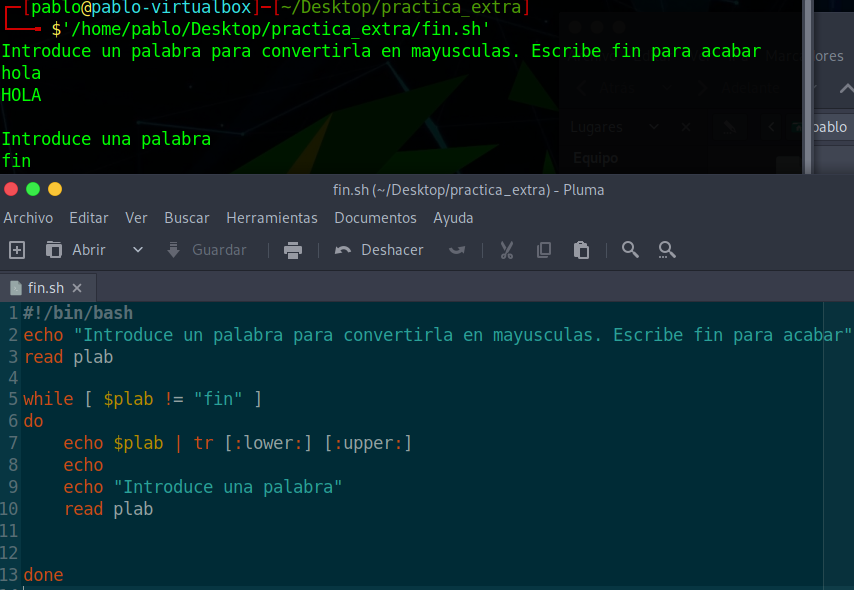 [pablo@pablo-virtualbox]─[~/Desktop/practica_extra]
$'/home/pablo/Desktop/practica_extra/fin.sh'
Introduce un palabra para convertirla en mayusculas. Escribe fin para acabar
hola
HOLA
Introduce una palabra
fin
ores
Lugares
pablo
Equipo
fin.sh (~/Desktop/practica_extra) - Pluma
Archivo Editar Ver Buscar Herramientas Documentos Ayuda
Abrir Guardar Deshacer
fin.sh
1 #!/bin/bash
2 echo "Introduce un palabra para convertirla en mayusculas. Escribe fin para acabar"
3 read plab
4
5 while [ $plab != "fin" ]
6 do
7     echo $plab | tr [:lower:] [:upper:]
8     echo
9     echo "Introduce una palabra"
10     read plab
11
12
13 done